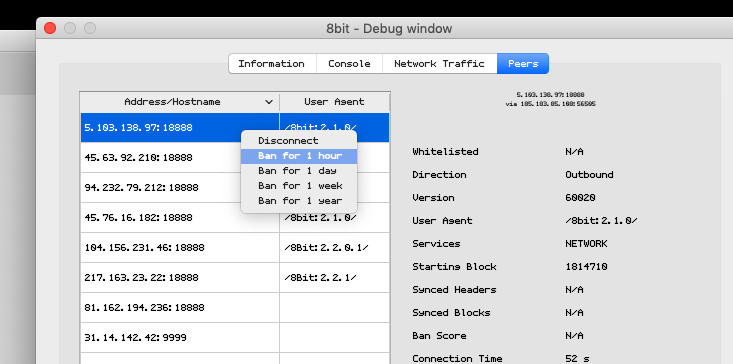 8bit - Debug window
Information Console Network Traffic Peers
Address/Hostname User Agent
5.103.138.97:18888 /8bit:2.1.0/
45.63.92.210:18888
94.232.79.212:18888
45.76.16.182:18888 /8bit:2.1.0/
104.156.231.46:18888 /8Bit:2.2.0.1/
217.163.23.22:18888 /8Bit:2.2.1/
81.162.194.236:18888
31.14.142.42:9999
Disconnect
Ban for 1 hour
Ban for 1 day
Ban for 1 week
Ban for 1 year
5.103.138.97:18888
via 185.103.85.108:56505
Whitelisted N/A
Direction Outbound
Version 60020
User Agent /8bit:2.1.0/
Services NETWORK
Starting Block 1814710
Synced Headers N/A
Synced Blocks N/A
Ban Score N/A
Connection Time 52 s